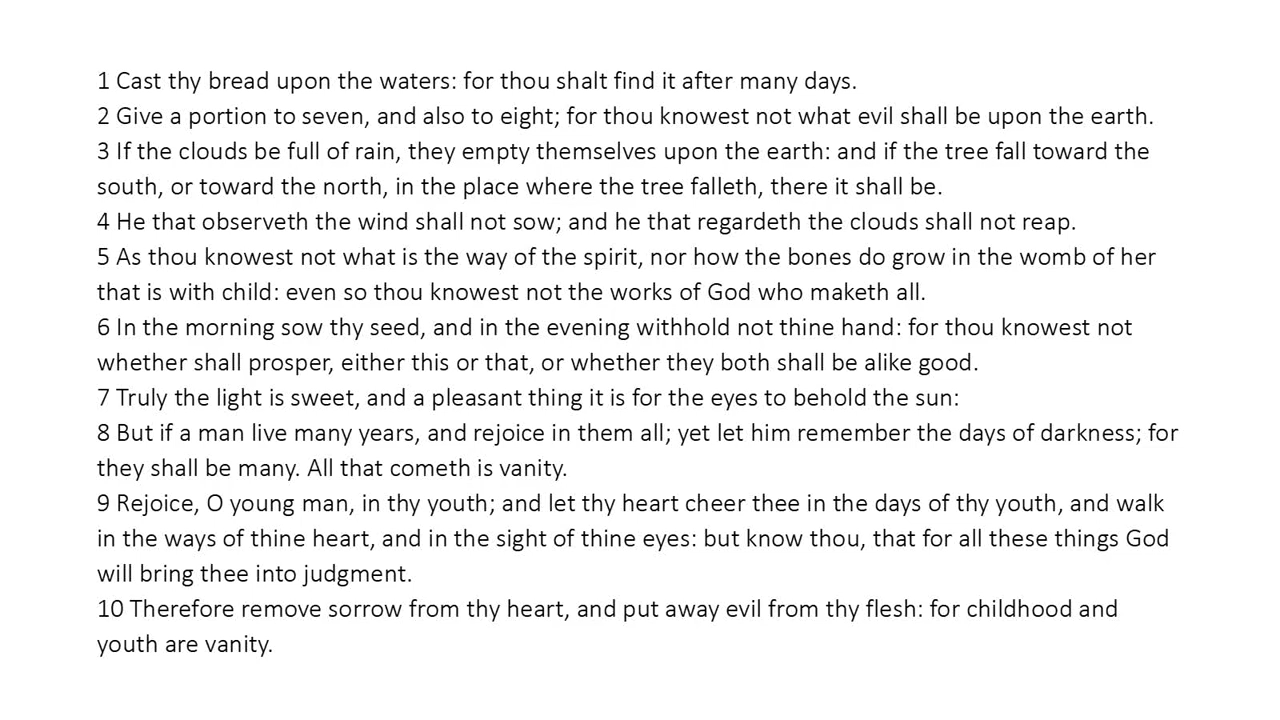 1 Cast thy bread upon the waters: for thou shalt find it after many days.
2 Give a portion to seven, and also to eight; for thou knowest not what evil shall be upon the earth.
3 If the clouds be full of rain, they empty themselves upon the earth: and if the tree fall toward the
south, or toward the north, in the place where the tree falleth, there it shall be.
4 He that observeth the wind shall not sow; and he that regardeth the clouds shall not reap.
5 As thou knowest not what is the way of the spirit, nor how the bones do grow in the womb of her
that is with child: even so thou knowest not the works of God who maketh all.
6 In the morning sow thy seed, and in the evening withhold not thine hand: for thou knowest not
whether shall prosper, either this or that, or whether they both shall be alike good.
7 Truly the light is sweet, and a pleasant thing it is for the eyes to behold the sun:
8 But if a man live many years, and rejoice in them all; yet let him remember the days of darkness; for
they shall be many. All that cometh is vanity.
9 Rejoice, O young man, in thy youth; and let thy heart cheer thee in the days of thy youth, and walk
in the ways of thine heart, and in the sight of thine eyes: but know thou, that for all these things God
will bring thee into judgment.
10 Therefore remove sorrow from thy heart, and put away evil from thy flesh: for childhood and
youth are vanity.